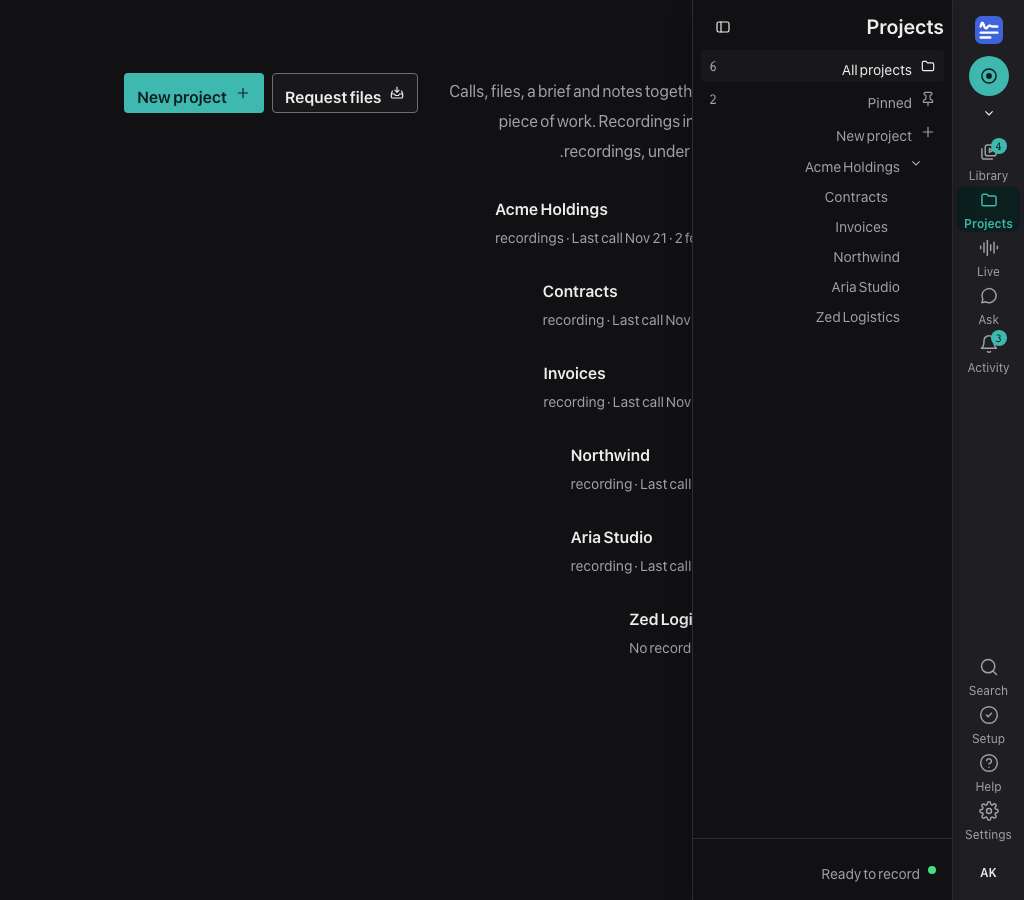 Projects
All projects
6
Pinned
2
New project
Acme Holdings
Contracts
Invoices
Northwind
Aria Studio
Zed Logistics
Ready to record
4
Library
Projects
Live
Ask
3
Activity
Search
Setup
Help
Settings
AK
New project
Request files
Calls, files, a brief and notes
piece of work. Recordings
.recordings, under
Acme Holdings
recordings · Last call Nov 21 · 2
Contracts
recording · Last call Nov
Invoices
recording · Last call Nov
Northwind
recording · Last call
Aria Studio
recording · Last call
Zed
No